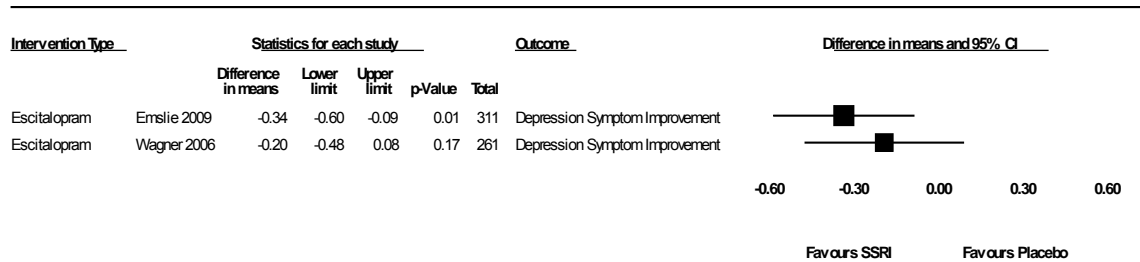 Intervention Type Statistics for each study Outcome Difference in means and 95% CI
Difference in means Lower limit Upper limit p-Value Total
Escitalopram Emslie 2009 -0.34 -0.60 -0.09 0.01 311 Depression Symptom Improvement
Escitalopram Wagner 2006 -0.20 -0.48 0.08 0.17 261 Depression Symptom Improvement
-0.60 -0.30 0.00 0.30 0.60
Favours SSRI Favours Placebo